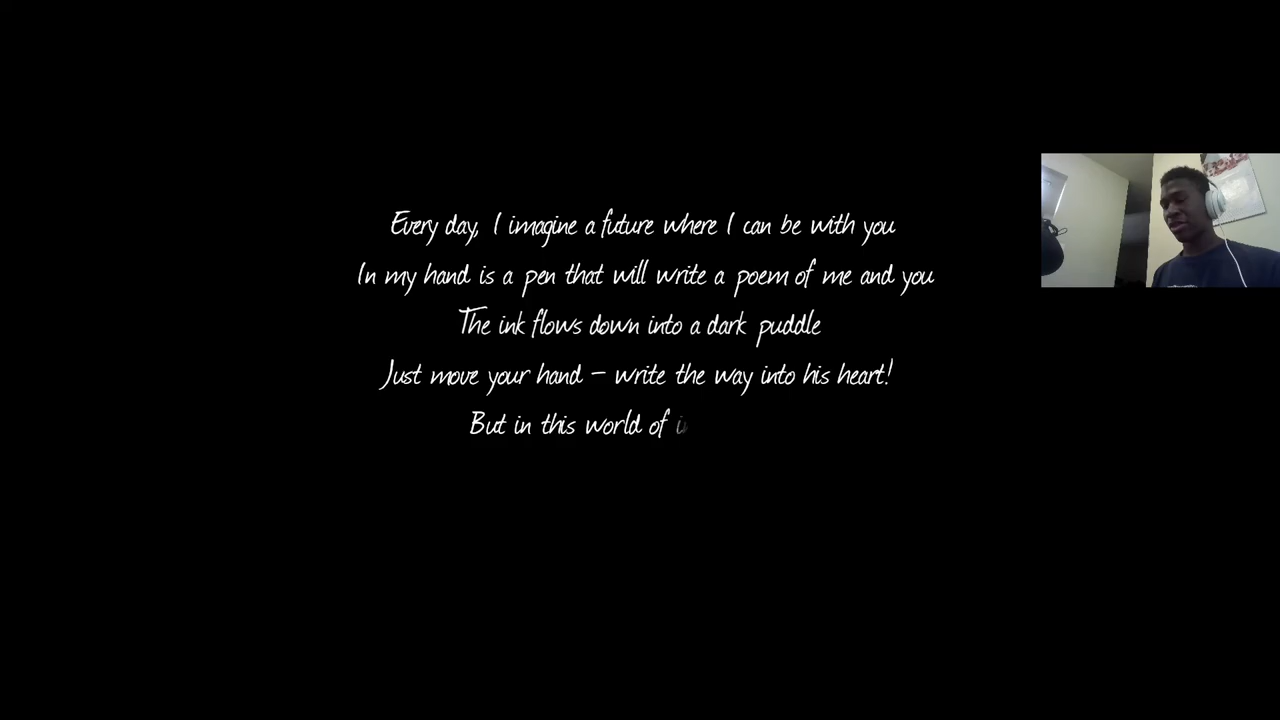 Every day, I imagine a future where I can be with you
In my hand is a pen that will write a poem of me and you
The ink flows down into a dark puddle
Just move your hand – write the way into his heart!
But in this world of